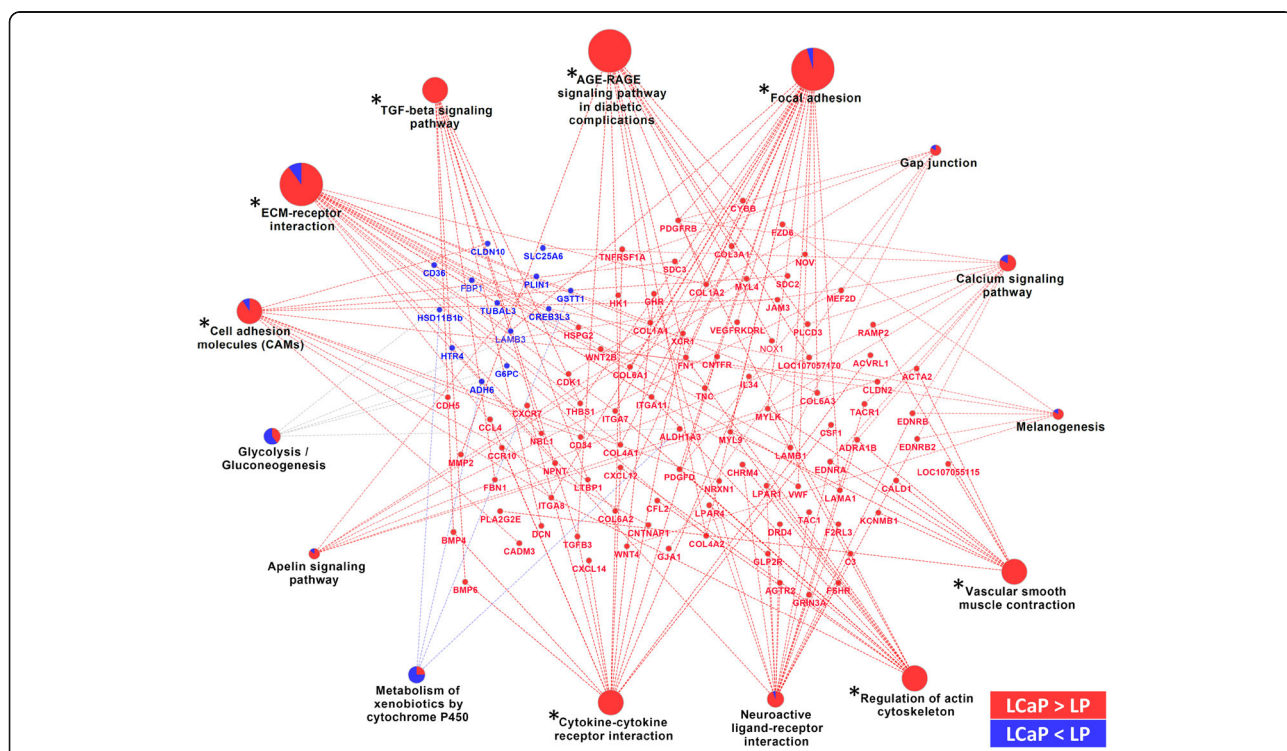 * AGE-RAGE
signaling pathway
in diabetic
complications
* Focal adhesion
* TGF-beta signaling
pathway
Gap junction
* ECM-receptor
interaction
Calcium signaling
pathway
* Cell adhesion
molecules (CAMs)
Melanogenesis
Glycolysis /
Gluconeogenesis
Apelin signaling
pathway
* Vascular smooth
muscle contraction
Metabolism of
xenobiotics by
cytochrome P450
* Cytokine-cytokine
receptor interaction
Neuroactive
ligand-receptor
interaction
* Regulation of actin
cytoskeleton
CYBB
PDGFRB
FZD6
CLDN10
SLC25A6
TNFRSF1A
COL3A1
NOV
CD36
FBP1
PLIN1
SDC3
MYL4
SDC2
GSTT1
COL1A2
MEF2D
HK1
GHR
JAM3
HSD11B1b
TUBAL3
CREB3L3
HSPG2
COL1A1
VEGFRKDRL
PLCD3
RAMP2
LAMB3
XCR1
NOX1
HTR4
WNT2B
FN1
CNTFR
LOC107057170
ACVRL1
G6PC
CDK1
COL6A1
IL34
ACTA2
ADH6
TNC
CLDN2
CDH5
CXCR7
THBS1
ITGA7
ITGA11
MYLK
COL6A3
TACR1
EDNRB
CCL4
NBL1
CD34
COL4A1
ALDH1A3
MYL9
CSF1
ADRA1B
EDNRB2
MMP2
CCR10
NPNT
CXCL12
PDGFD
CHRM4
LAMB1
EDNRA
LOC107055115
FBN1
LTBP1
NRXN1
LPAR1
VWF
LAMA1
CALD1
PLA2G2E
ITGA8
COL6A2
CFL2
LPAR4
TAC1
KCNMB1
BMP4
CADM3
DCN
TGFB3
CNTNAP1
COL4A2
DRD4
F2RL3
CXCL14
WNT4
GJA1
GLP2R
C3
BMP6
AGTR2
FSHR
GRIN3A
LCaP > LP
LCaP < LP